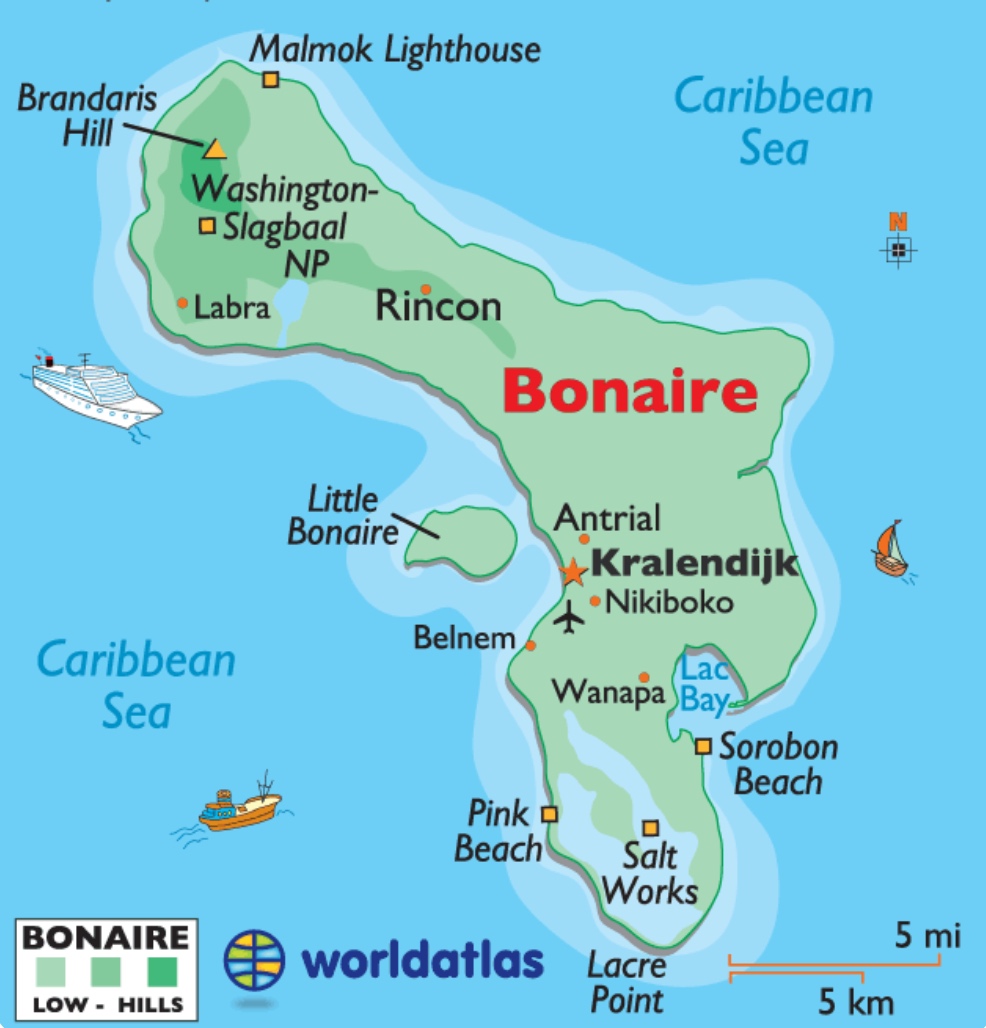 Malmok Lighthouse
Brandaris
Hill
Caribbean
Sea
Washington-
Slagbaal
NP
N
Labra
Rincon
Bonaire
Little
Bonaire
Antrial
Kralendijk
Nikiboko
Belnem
Caribbean
Sea
Wanapa
Lac
Bay
Sorobon
Beach
Pink
Beach
Salt
Works
BONAIRE
LOW - HILLS
worldatlas
Lacre
Point
5 mi
5 km